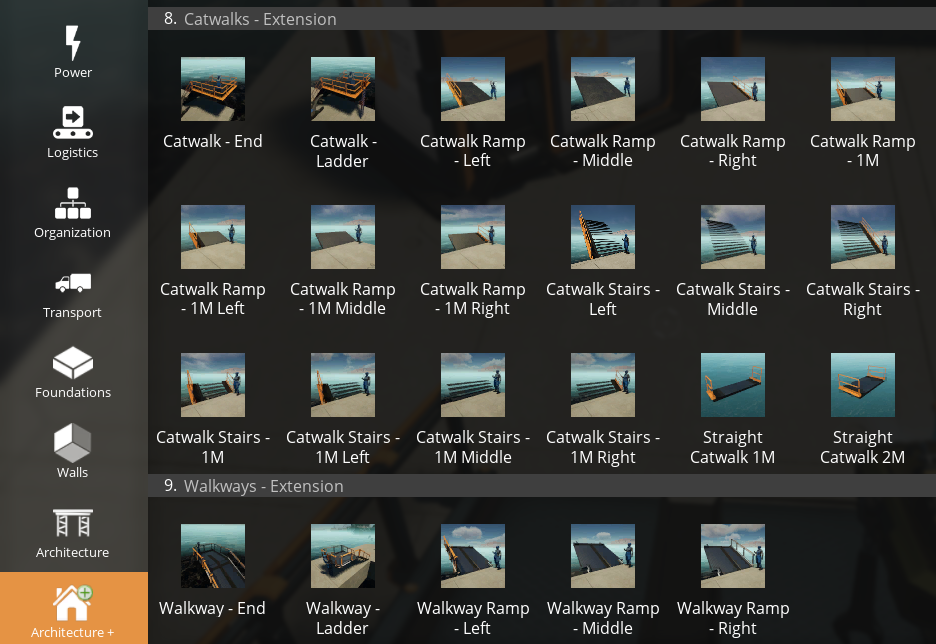 Power
Logistics
Organization
Transport
Foundations
Walls
Architecture
Architecture +
8. Catwalks - Extension
Catwalk - End
Catwalk -
Ladder
Catwalk Ramp
- Left
Catwalk Ramp
- Middle
Catwalk Ramp
- Right
Catwalk Ramp
- 1M
Catwalk Ramp
- 1M Left
Catwalk Ramp
- 1M Middle
Catwalk Ramp
- 1M Right
Catwalk Stairs -
Left
Catwalk Stairs -
Middle
Catwalk Stairs -
Right
Catwalk Stairs -
1M
Catwalk Stairs -
1M Left
Catwalk Stairs -
1M Middle
Catwalk Stairs -
1M Right
Straight
Catwalk 1M
Straight
Catwalk 2M
9. Walkways - Extension
Walkway - End
Walkway -
Ladder
Walkway Ramp
- Left
Walkway Ramp
- Middle
Walkway Ramp
- Right